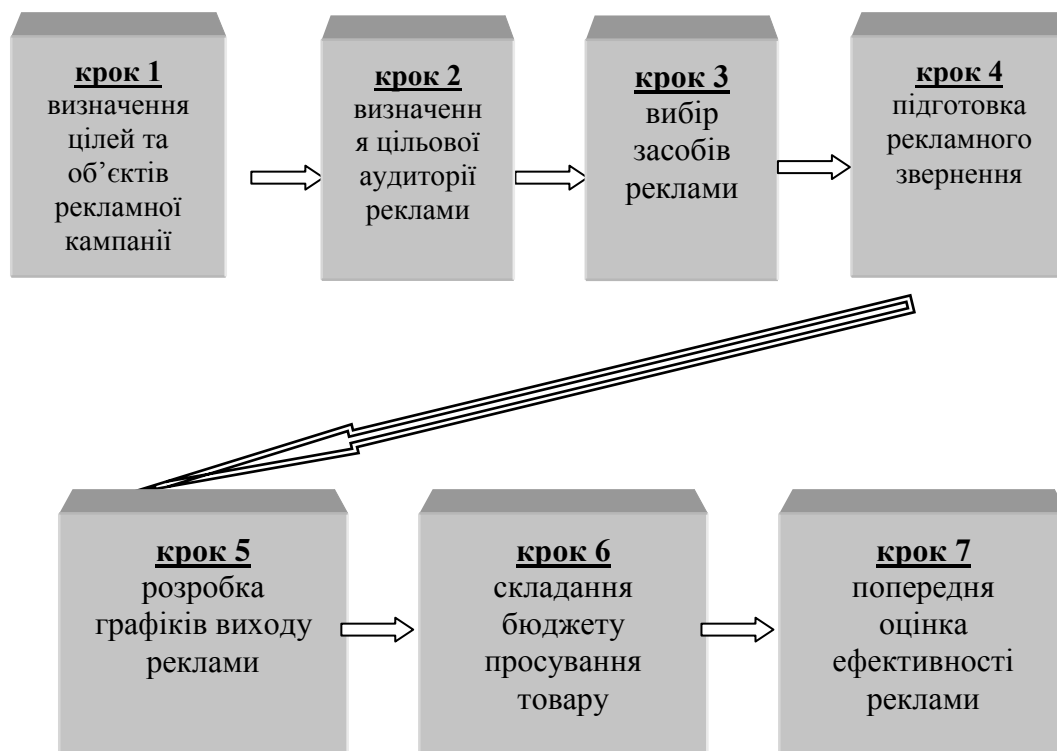 крок 1
визначення
цілей та
об’єктів
рекламної
кампанії
крок 2
визначенн
я цільової
аудиторії
реклами
крок 3
вибір
засобів
реклами
крок 4
підготовка
рекламного
звернення
крок 5
розробка
графіків виходу
реклами
крок 6
складання
бюджету
просування
товару
крок 7
попередня
оцінка
ефективності
реклами